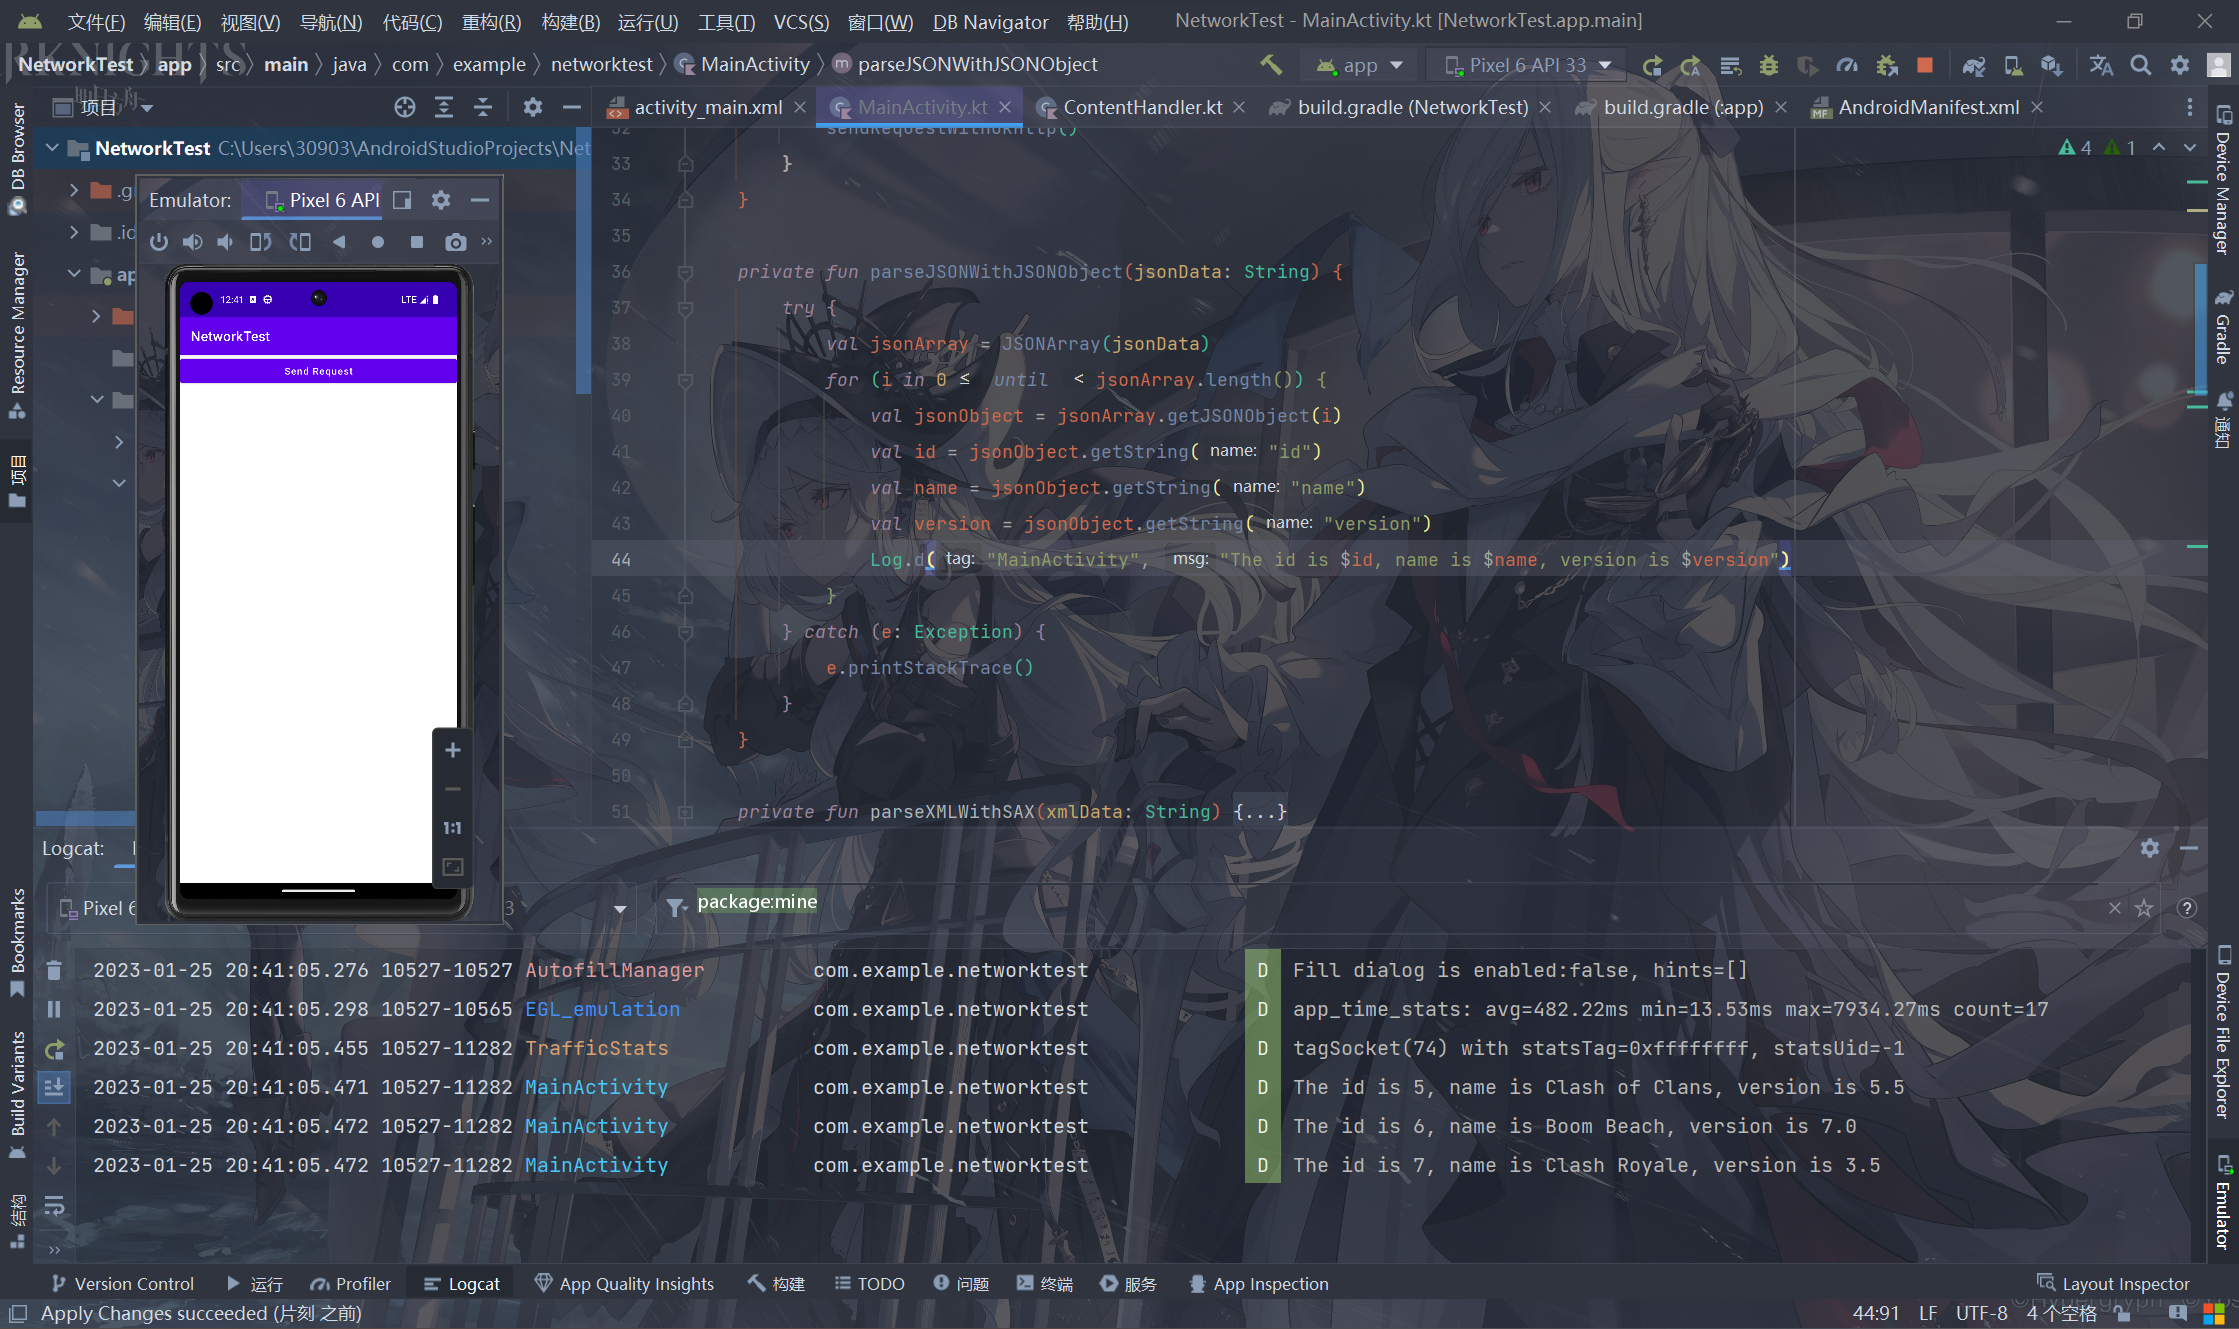 文件(F) 编辑(E) 视图(V) 导航(N) 代码(C) 重构(R) 构建(B) 运行(U) 工具(T) VCS(S) 窗口(W) DB Navigator 帮助(H) NetworkTest - MainActivity.kt [NetworkTest.app.main]
NetworkTest app src main java com example networktest MainActivity parseJSONWithJSONObject app Pixel 6 API 33
项目 activity_main.xml MainActivity.kt ContentHandler.kt build.gradle (NetworkTest) build.gradle (:app) AndroidManifest.xml
NetworkTest C:\Users\30903\AndroidStudioProjects\Net
4 1
Emulator: Pixel 6 API
12:41 LTE
NetworkTest
Send Request
1:1
32 sendRequestWithOkHttp()
33 }
34 }
35
36 private fun parseJSONWithJSONObject(jsonData: String) {
37 try {
38 val jsonArray = JSONArray(jsonData)
39 for (i in 0 ≤ until < jsonArray.length()) {
40 val jsonObject = jsonArray.getJSONObject(i)
41 val id = jsonObject.getString( name: "id")
42 val name = jsonObject.getString( name: "name")
43 val version = jsonObject.getString( name: "version")
44 Log.d( tag: "MainActivity", msg: "The id is $id, name is $name, version is $version")
45 }
46 } catch (e: Exception) {
47 e.printStackTrace()
48 }
49 }
50
51 private fun parseXMLWithSAX(xmlData: String) {...}
DB Browser
Resource Manager
项目
Bookmarks
Build Variants
结构
Device Manager
Gradle
通知
Device File Explorer
Emulator
Logcat:
Pixel 6 3 package:mine
2023-01-25 20:41:05.276 10527-10527 AutofillManager com.example.networktest D Fill dialog is enabled:false, hints=[]
2023-01-25 20:41:05.298 10527-10565 EGL_emulation com.example.networktest D app_time_stats: avg=482.22ms min=13.53ms max=7934.27ms count=17
2023-01-25 20:41:05.455 10527-11282 TrafficStats com.example.networktest D tagSocket(74) with statsTag=0xffffffff, statsUid=-1
2023-01-25 20:41:05.471 10527-11282 MainActivity com.example.networktest D The id is 5, name is Clash of Clans, version is 5.5
2023-01-25 20:41:05.472 10527-11282 MainActivity com.example.networktest D The id is 6, name is Boom Beach, version is 7.0
2023-01-25 20:41:05.472 10527-11282 MainActivity com.example.networktest D The id is 7, name is Clash Royale, version is 3.5
Version Control 运行 Profiler Logcat App Quality Insights 构建 TODO 问题 终端 服务 App Inspection Layout Inspector
Apply Changes succeeded (片刻 之前) 44:91 LF UTF-8 4 个空格